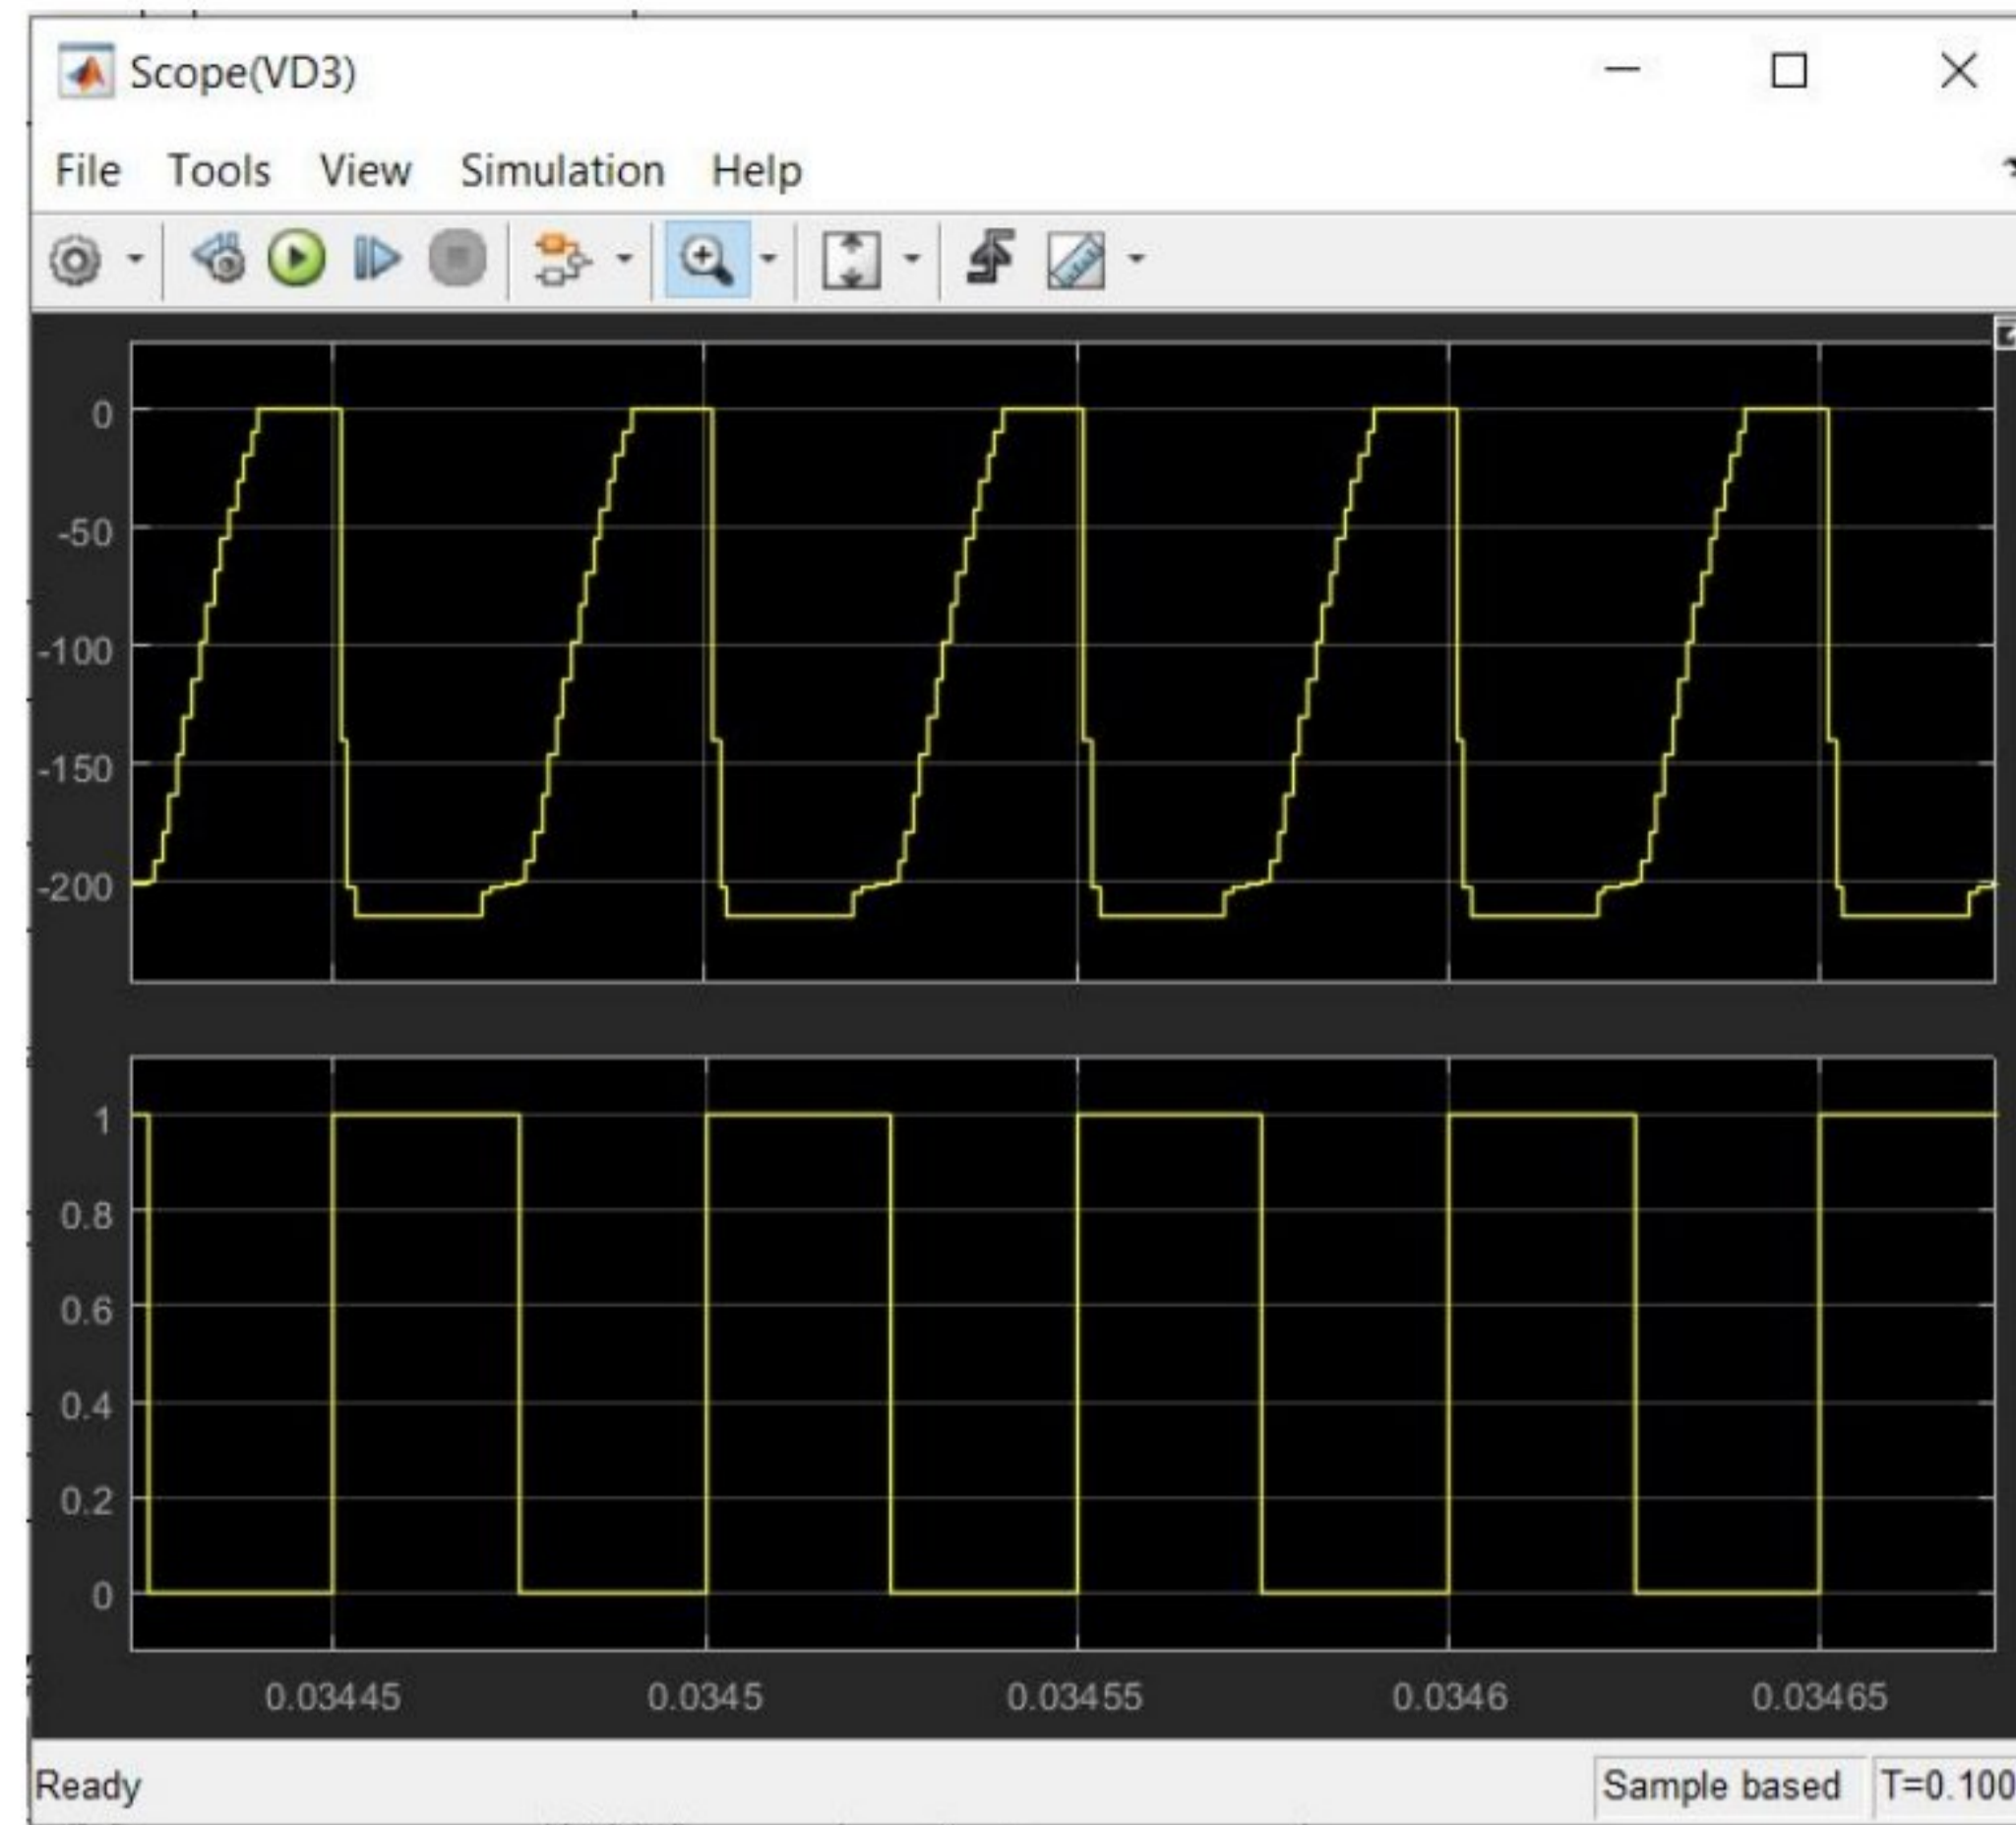 Scope(VD3)
File Tools View Simulation Help
0
-50
-100
-150
-200
1
0.8
0.6
0.4
0.2
0
0.03445 0.0345 0.03455 0.0346 0.03465
Ready Sample based T=0.100